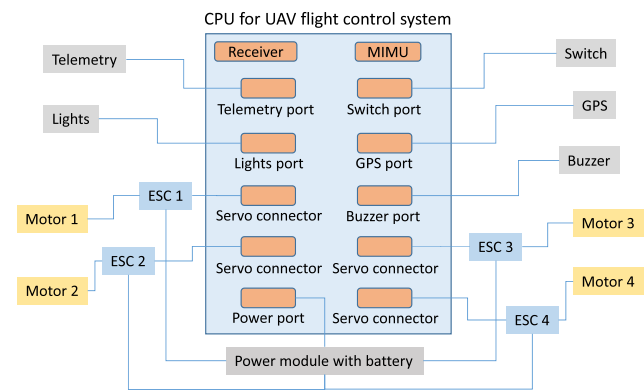 CPU for UAV flight control system
Receiver
MIMU
Telemetry
Switch
Telemetry port
Switch port
Lights
GPS
Lights port
GPS port
Buzzer
ESC 1
Motor 1
Servo connector
Buzzer port
Motor 3
ESC 2
ESC 3
Servo connector
Servo connector
Motor 2
Motor 4
Power port
Servo connector
ESC 4
Power module with battery